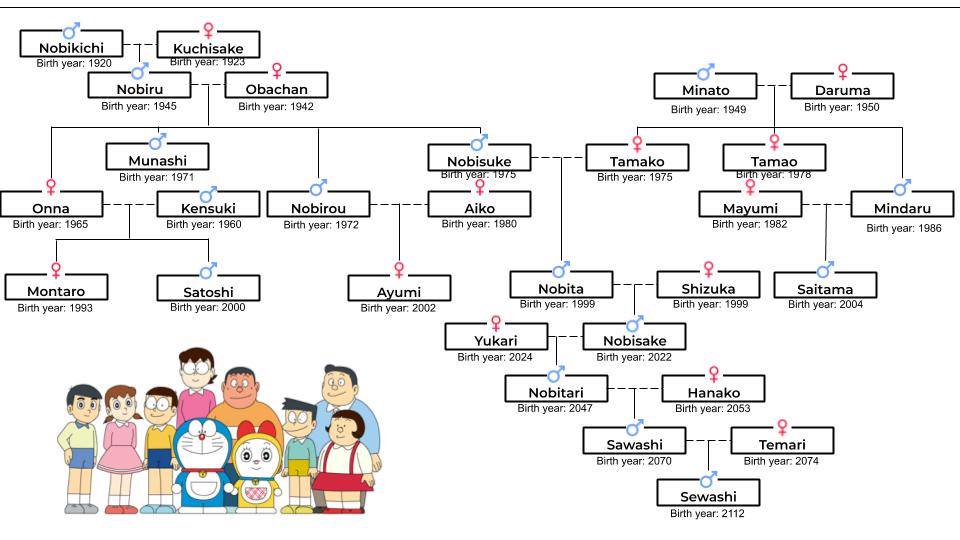 Nobikichi
Birth year: 1920
Kuchisake
Birth year: 1923
Nobiru
Birth year: 1945
Obachan
Birth year: 1942
Minato
Birth year: 1949
Daruma
Birth year: 1950
Munashi
Birth year: 1971
Nobisuke
Birth year: 1975
Tamako
Birth year: 1975
Tamao
Birth year: 1978
Onna
Birth year: 1965
Kensuki
Birth year: 1960
Nobirou
Birth year: 1972
Aiko
Birth year: 1980
Mayumi
Birth year: 1982
Mindaru
Birth year: 1986
Montaro
Birth year: 1993
Satoshi
Birth year: 2000
Ayumi
Birth year: 2002
Nobita
Birth year: 1999
Shizuka
Birth year: 1999
Saitama
Birth year: 2004
Yukari
Birth year: 2024
Nobisake
Birth year: 2022
Nobitari
Birth year: 2047
Hanako
Birth year: 2053
Sawashi
Birth year: 2070
Temari
Birth year: 2074
Sewashi
Birth year: 2112